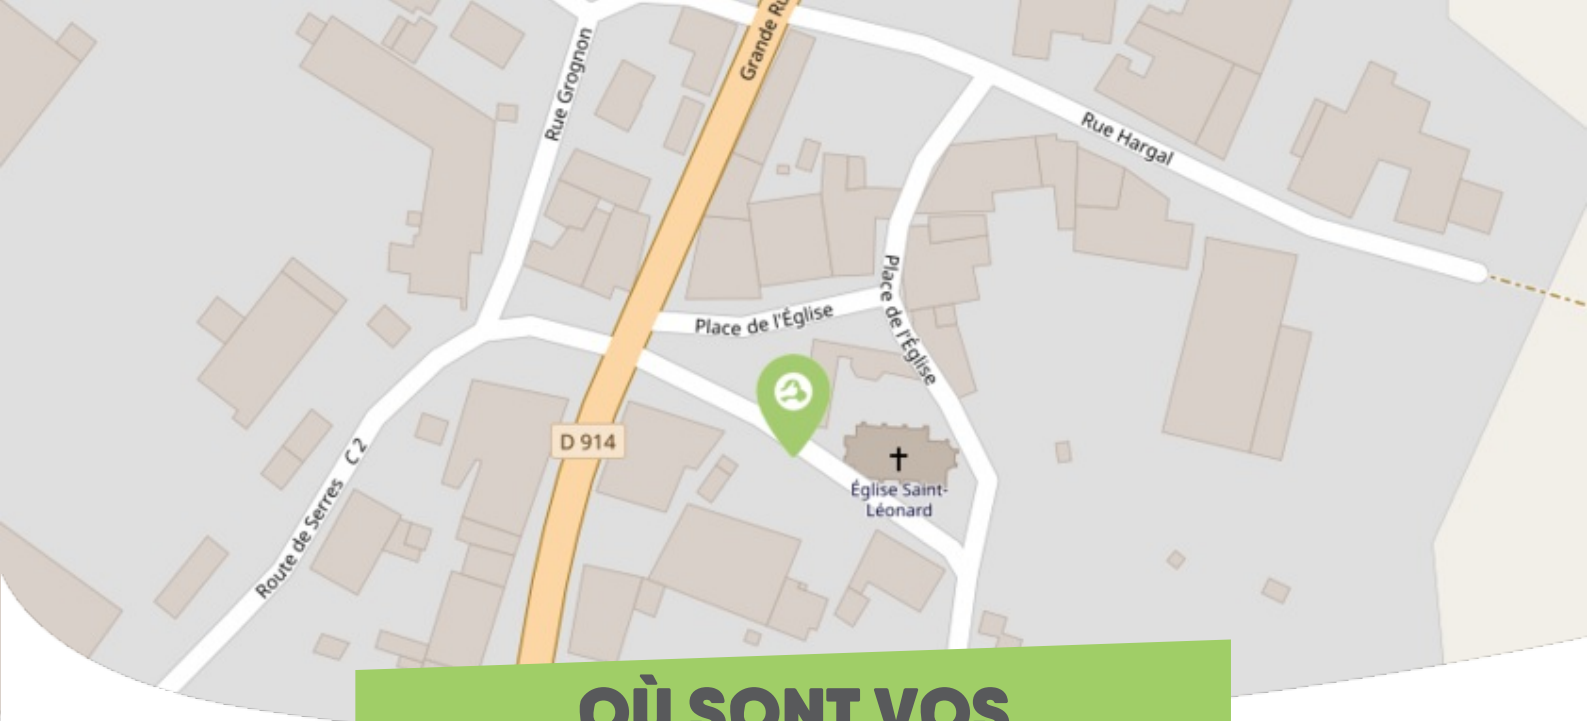 Grande Ru
Rue Grognon
Rue Hargal
Place de l'Église
Place de l'Église
D 914
Route de Serres C 2
Église Saint-
Léonard
OÙ SONT VOS